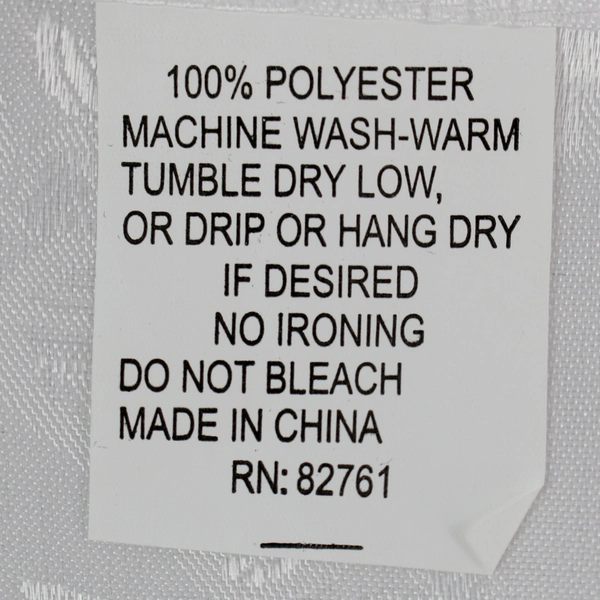 100% POLYESTER
MACHINE WASH-WARM
TUMBLE DRY LOW,
OR DRIP OR HANG DRY
IF DESIRED
NO IRONING
DO NOT BLEACH
MADE IN CHINA
RN: 82761